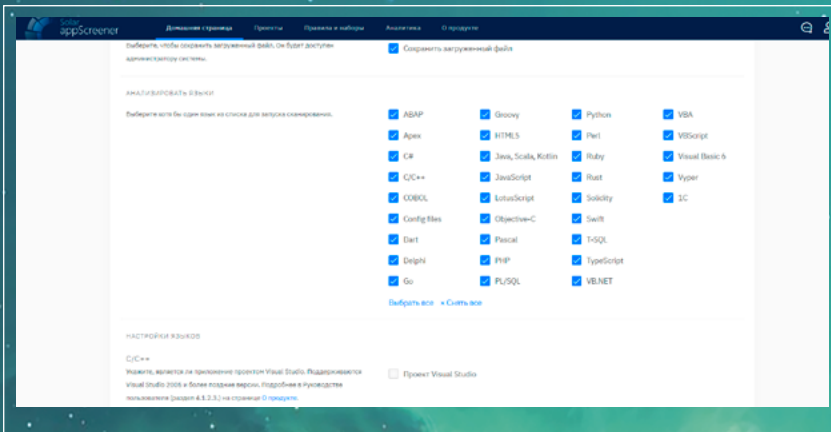 Solar
appScreener
Домашняя страница Проекты Правила и наборы Аналитика О продукте
Выберите, чтобы сохранить загруженный файл. Он будет доступен
администратору системы.
Сохранить загруженный файл
АНАЛИЗИРОВАТЬ ЯЗЫКИ
Выберите хотя бы один язык из списка для запуска сканирования.
ABAP Groovy Python VBA
Apex HTML5 Perl VBScript
C# Java, Scala, Kotlin Ruby Visual Basic 6
C/C++ JavaScript Rust Vyper
COBOL LotusScript Solidity 1C
Config files Objective-C Swift
Dart Pascal T-SQL
Delphi PHP TypeScript
Go PL/SQL VB.NET
Выбрать все • Снять все
НАСТРОЙКИ ЯЗЫКОВ
C/C++
Укажите, является ли приложение проектом Visual Studio. Поддерживаются
Visual Studio 2005 и более поздние версии. Подробнее в Руководстве
пользователя (раздел 6.1.2.3.) на странице О продукте.
Проект Visual Studio